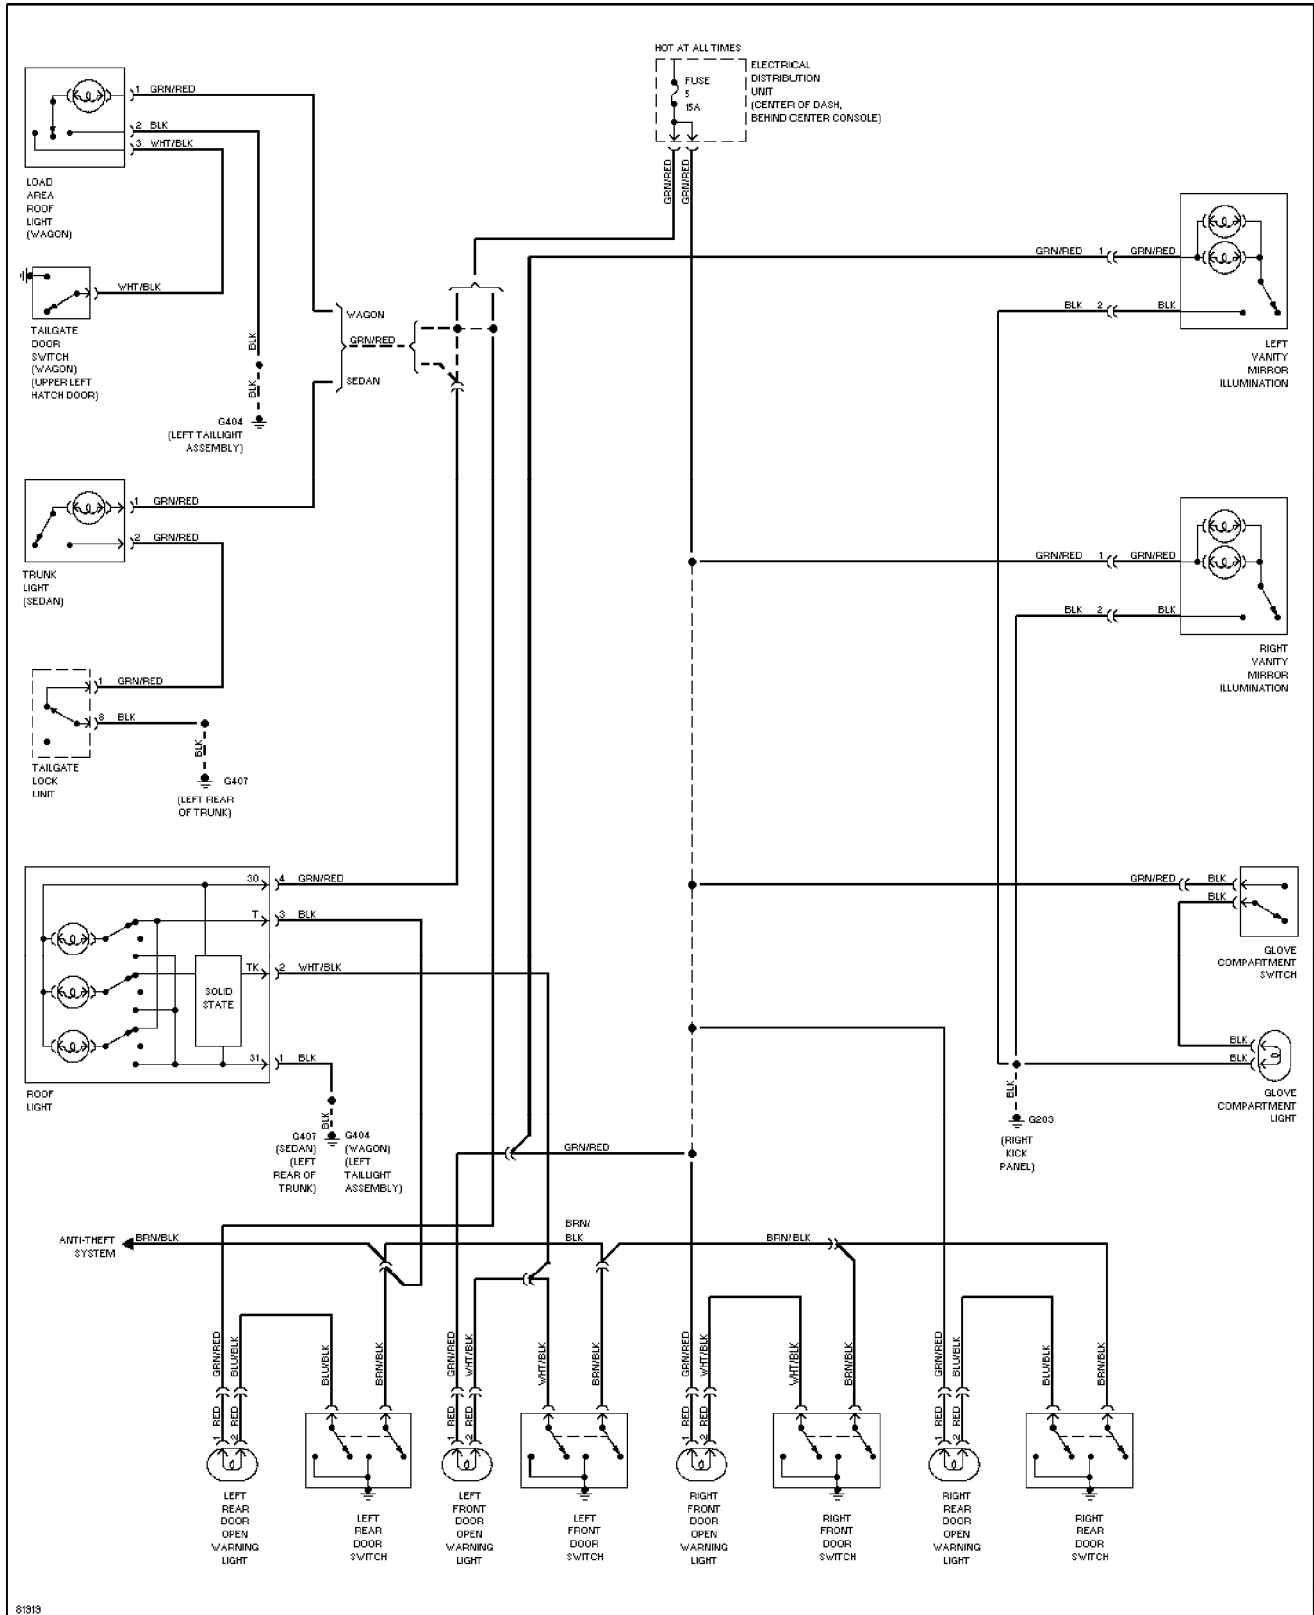 HOT AT ALL TIMES
FUSE
5
15A
ELECTRICAL
DISTRIBUTION
UNIT
(CENTER OF DASH,
BEHIND CENTER CONSOLE)
GRN/RED
GRN/RED
1 GRN/RED
2 BLK
3 WHT/BLK
LOAD
AREA
ROOF
LIGHT
(WAGON)
WHT/BLK
TAILGATE
DOOR
SWITCH
(WAGON)
(UPPER LEFT
HATCH DOOR)
BLK
BLK
G404
(LEFT TAILLIGHT
ASSEMBLY)
WAGON
GRN/RED
SEDAN
GRN/RED 1 GRN/RED
BLK 2 BLK
LEFT
VANITY
MIRROR
ILLUMINATION
1 GRN/RED
2 GRN/RED
TRUNK
LIGHT
(SEDAN)
GRN/RED 1 GRN/RED
BLK 2 BLK
RIGHT
VANITY
MIRROR
ILLUMINATION
1 GRN/RED
8 BLK
BLK
TAILGATE
LOCK
UNIT
G407
(LEFT REAR
OF TRUNK)
30 4 GRN/RED
T 3 BLK
TK 2 WHT/BLK
SOLID
STATE
31 1 BLK
ROOF
LIGHT
BLK
G407
(SEDAN)
(LEFT
REAR OF
TRUNK)
G404
(WAGON)
(LEFT
TAILLIGHT
ASSEMBLY)
GRN/RED
GRN/RED BLK
BLK
GLOVE
COMPARTMENT
SWITCH
BLK
BLK
GLOVE
COMPARTMENT
LIGHT
BLK
G203
(RIGHT
KICK
PANEL)
ANTI-THEFT
SYSTEM
BRN/BLK
BRN/
BLK
BRN/BLK
GRN/RED
BLU/BLK
BLU/BLK
BRN/BLK
GRN/RED
WHT/BLK
WHT/BLK
BRN/BLK
GRN/RED
WHT/BLK
WHT/BLK
BRN/BLK
GRN/RED
BLU/BLK
BLU/BLK
BRN/BLK
1 RED
2 RED
1 RED
2 RED
1 RED
2 RED
1 RED
2 RED
LEFT
REAR
DOOR
OPEN
WARNING
LIGHT
LEFT
REAR
DOOR
SWITCH
LEFT
FRONT
DOOR
OPEN
WARNING
LIGHT
LEFT
FRONT
DOOR
SWITCH
RIGHT
FRONT
DOOR
OPEN
WARNING
LIGHT
RIGHT
FRONT
DOOR
SWITCH
RIGHT
REAR
DOOR
OPEN
WARNING
LIGHT
RIGHT
REAR
DOOR
SWITCH
81919